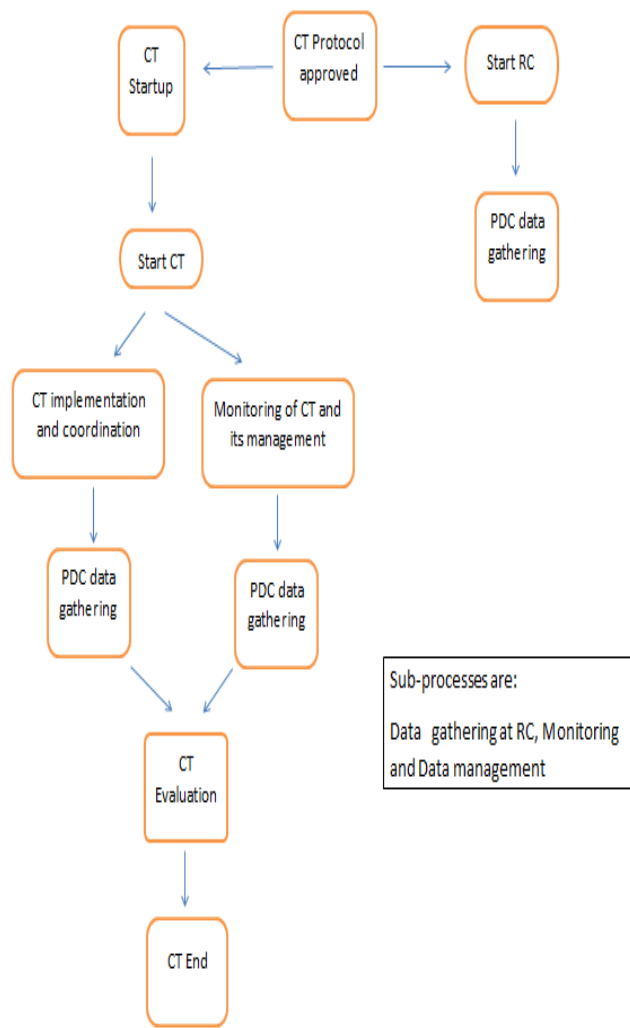 CT
Startup
CT Protocol
approved
Start RC
PDC data
gathering
Start CT
CT implementation
and coordination
Monitoring of CT and
its management
PDC data
gathering
PDC data
gathering
Sub-processes are:
Data gathering at RC, Monitoring
and Data management
CT
Evaluation
CT End